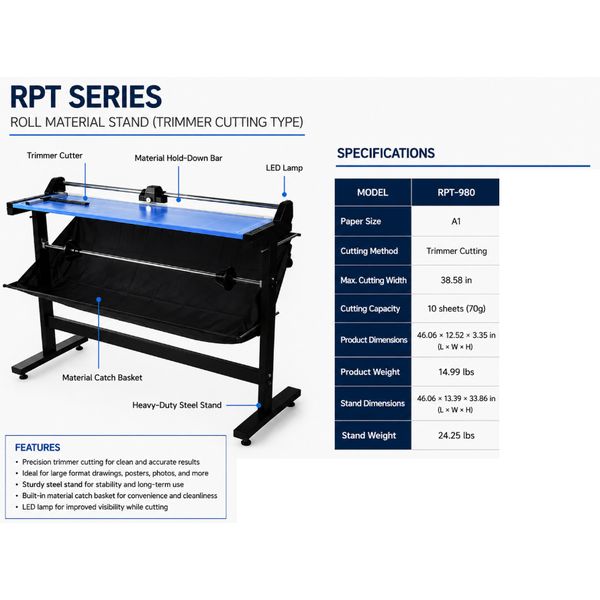 RPT SERIES
ROLL MATERIAL STAND (TRIMMER CUTTING TYPE)
Trimmer Cutter
Material Hold-Down Bar
LED Lamp
Material Catch Basket
Heavy-Duty Steel Stand
FEATURES
• Precision trimmer cutting for clean and accurate results
• Ideal for large format drawings, posters, photos, and more
• Sturdy steel stand for stability and long-term use
• Built-in material catch basket for convenience and cleanliness
• LED lamp for improved visibility while cutting
SPECIFICATIONS
MODEL RPT-980
Paper Size A1
Cutting Method Trimmer Cutting
Max. Cutting Width 38.58 in
Cutting Capacity 10 sheets (70g)
Product Dimensions 46.06 × 12.52 × 3.35 in
(L × W × H)
Product Weight 14.99 lbs
Stand Dimensions 46.06 × 13.39 × 33.86 in
(L × W × H)
Stand Weight 24.25 lbs